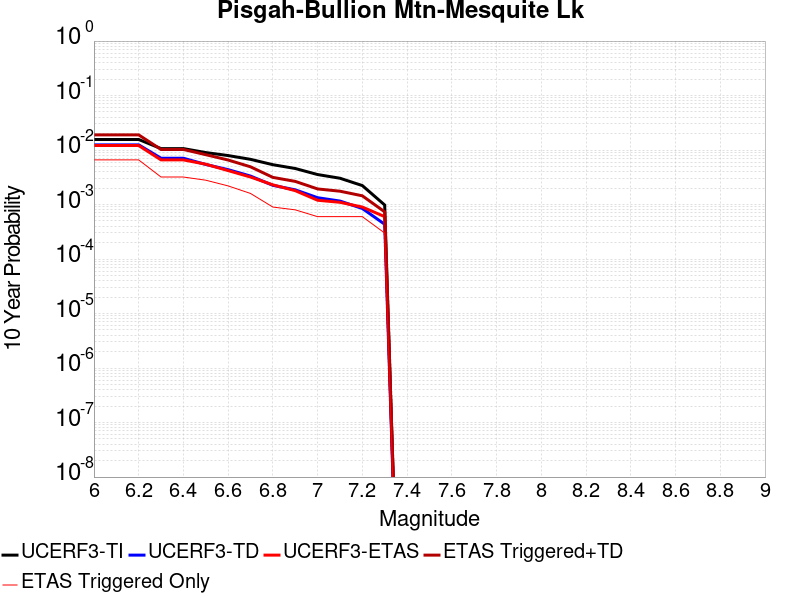 Pisgah-Bullion Mtn-Mesquite Lk
10 0
10 -1
10 -2
10 -3
10 -4
10 -5
10 -6
10 -7
10 -8
10 Year Probability
6 6.2 6.4 6.6 6.8 7 7.2 7.4 7.6 7.8 8 8.2 8.4 8.6 8.8 9
Magnitude
UCERF3-TI UCERF3-TD UCERF3-ETAS ETAS Triggered+TD
ETAS Triggered Only